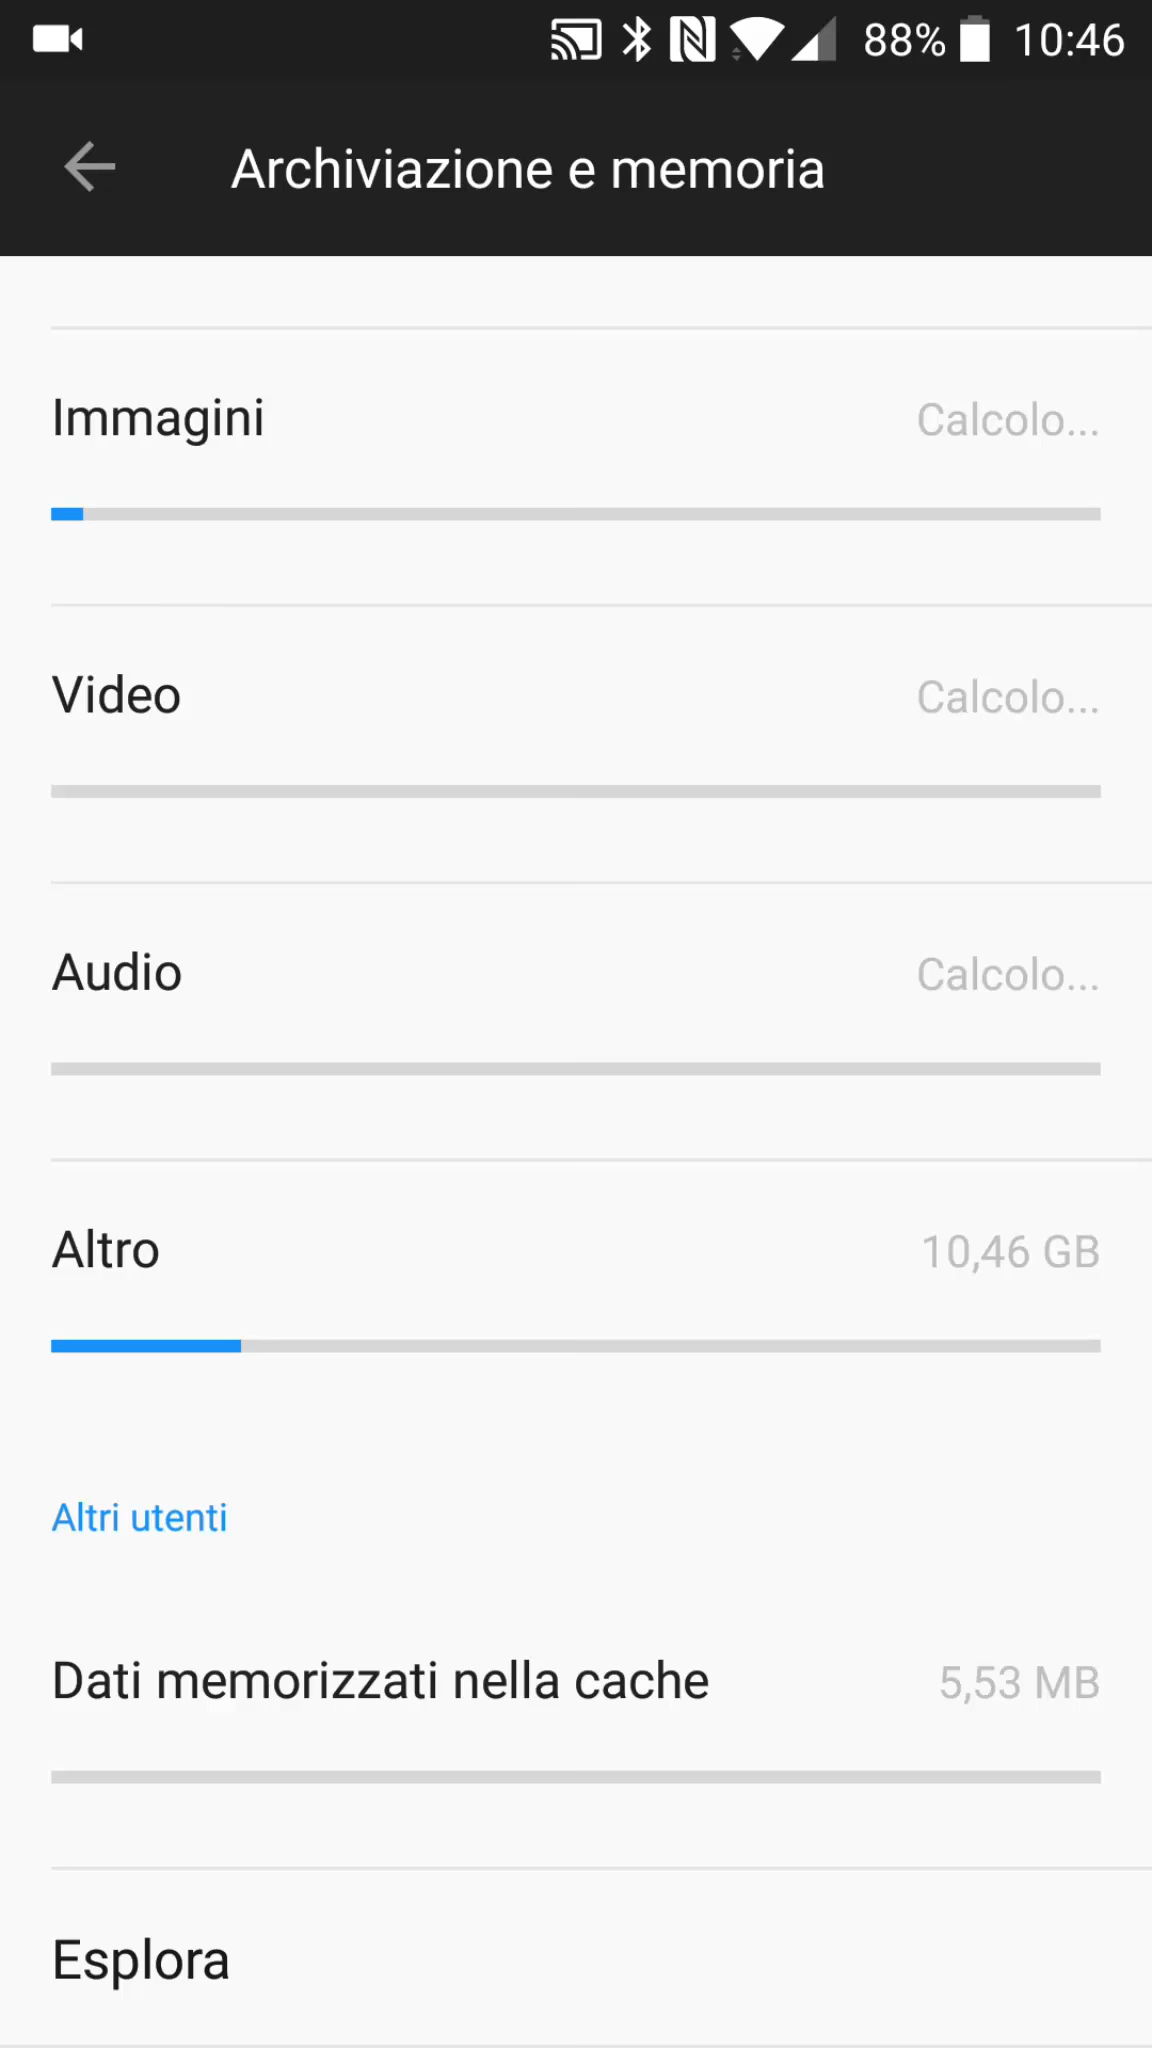 88% 10:46
Archiviazione e memoria
Immagini Calcolo...
Video Calcolo...
Audio Calcolo...
Altro 10,46 GB
Altri utenti
Dati memorizzati nella cache 5,53 MB
Esplora